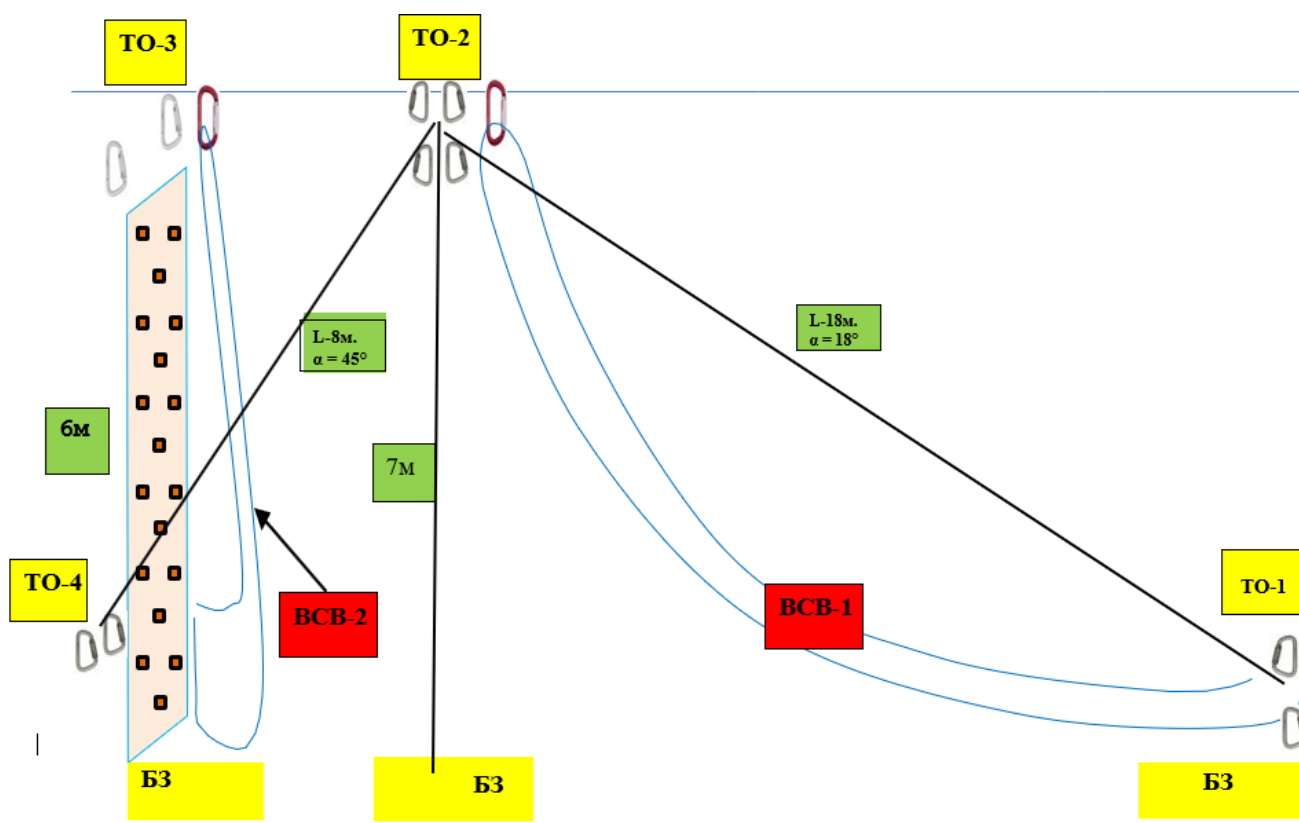 ТО-3
ТО-2
L-8м.
α = 45°
L-18м.
α = 18°
6м
7м
ТО-4
ВСВ-2
ВСВ-1
ТО-1
БЗ
БЗ
БЗ